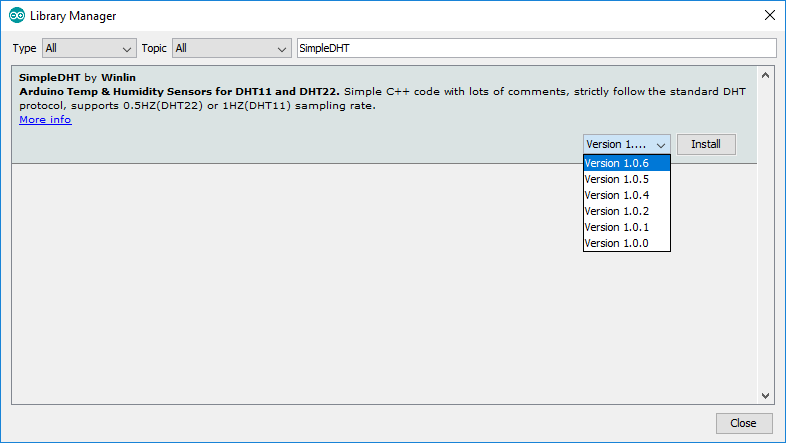 Library Manager
Type All Topic All SimpleDHT
SimpleDHT by Winlin
Arduino Temp & Humidity Sensors for DHT11 and DHT22. Simple C++ code with lots of comments, strictly follow the standard DHT
protocol, supports 0.5HZ(DHT22) or 1HZ(DHT11) sampling rate.
More info
Version 1.... Install
Version 1.0.6
Version 1.0.5
Version 1.0.4
Version 1.0.2
Version 1.0.1
Version 1.0.0
Close